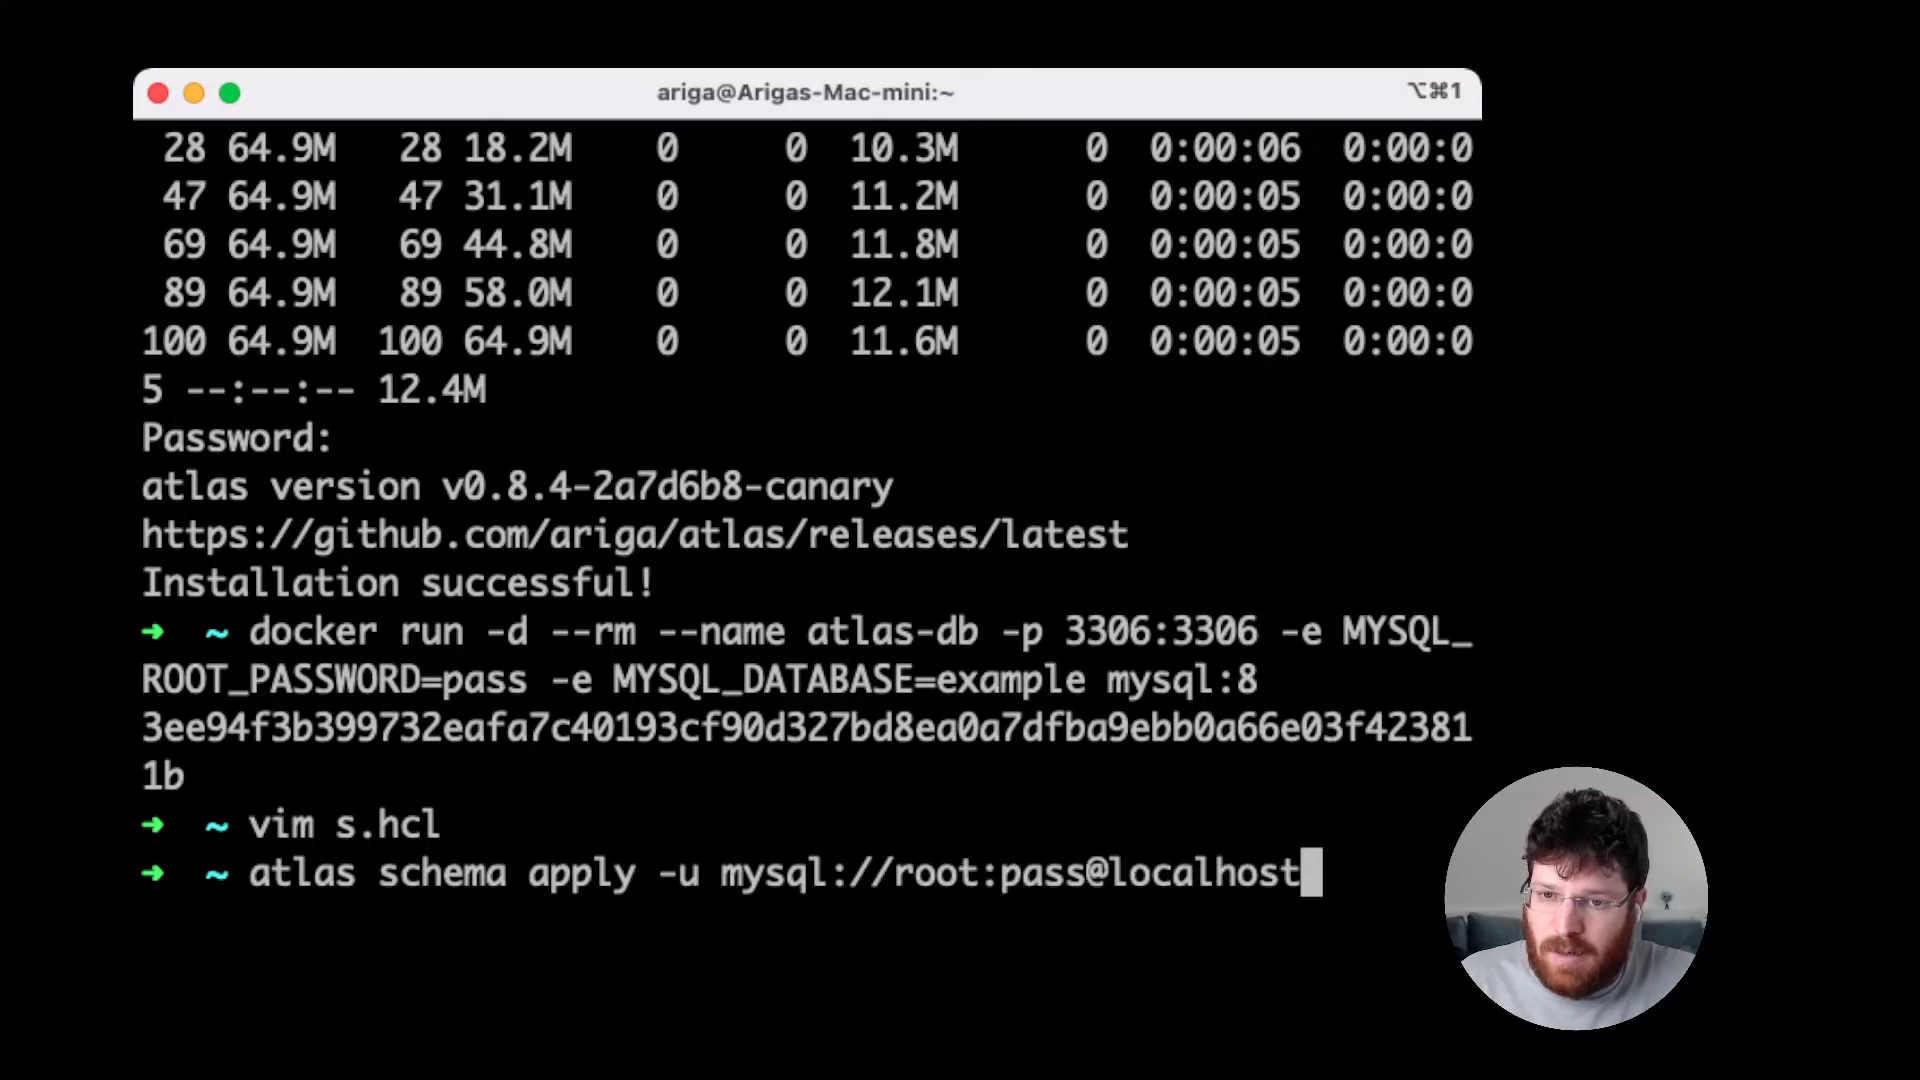 ariga@Arigas-Mac-mini:~ ⌥⌘1
28 64.9M 28 18.2M 0 0 10.3M 0 0:00:06 0:00:0
47 64.9M 47 31.1M 0 0 11.2M 0 0:00:05 0:00:0
69 64.9M 69 44.8M 0 0 11.8M 0 0:00:05 0:00:0
89 64.9M 89 58.0M 0 0 12.1M 0 0:00:05 0:00:0
100 64.9M 100 64.9M 0 0 11.6M 0 0:00:05 0:00:0
5 --:--:-- 12.4M
Password:
atlas version v0.8.4-2a7d6b8-canary
https://github.com/ariga/atlas/releases/latest
Installation successful!
➜ ~ docker run -d --rm --name atlas-db -p 3306:3306 -e MYSQL_
ROOT_PASSWORD=pass -e MYSQL_DATABASE=example mysql:8
3ee94f3b399732eafa7c40193cf90d327bd8ea0a7dfba9ebb0a66e03f42381
1b
➜ ~ vim s.hcl
➜ ~ atlas schema apply -u mysql://root:pass@localhost